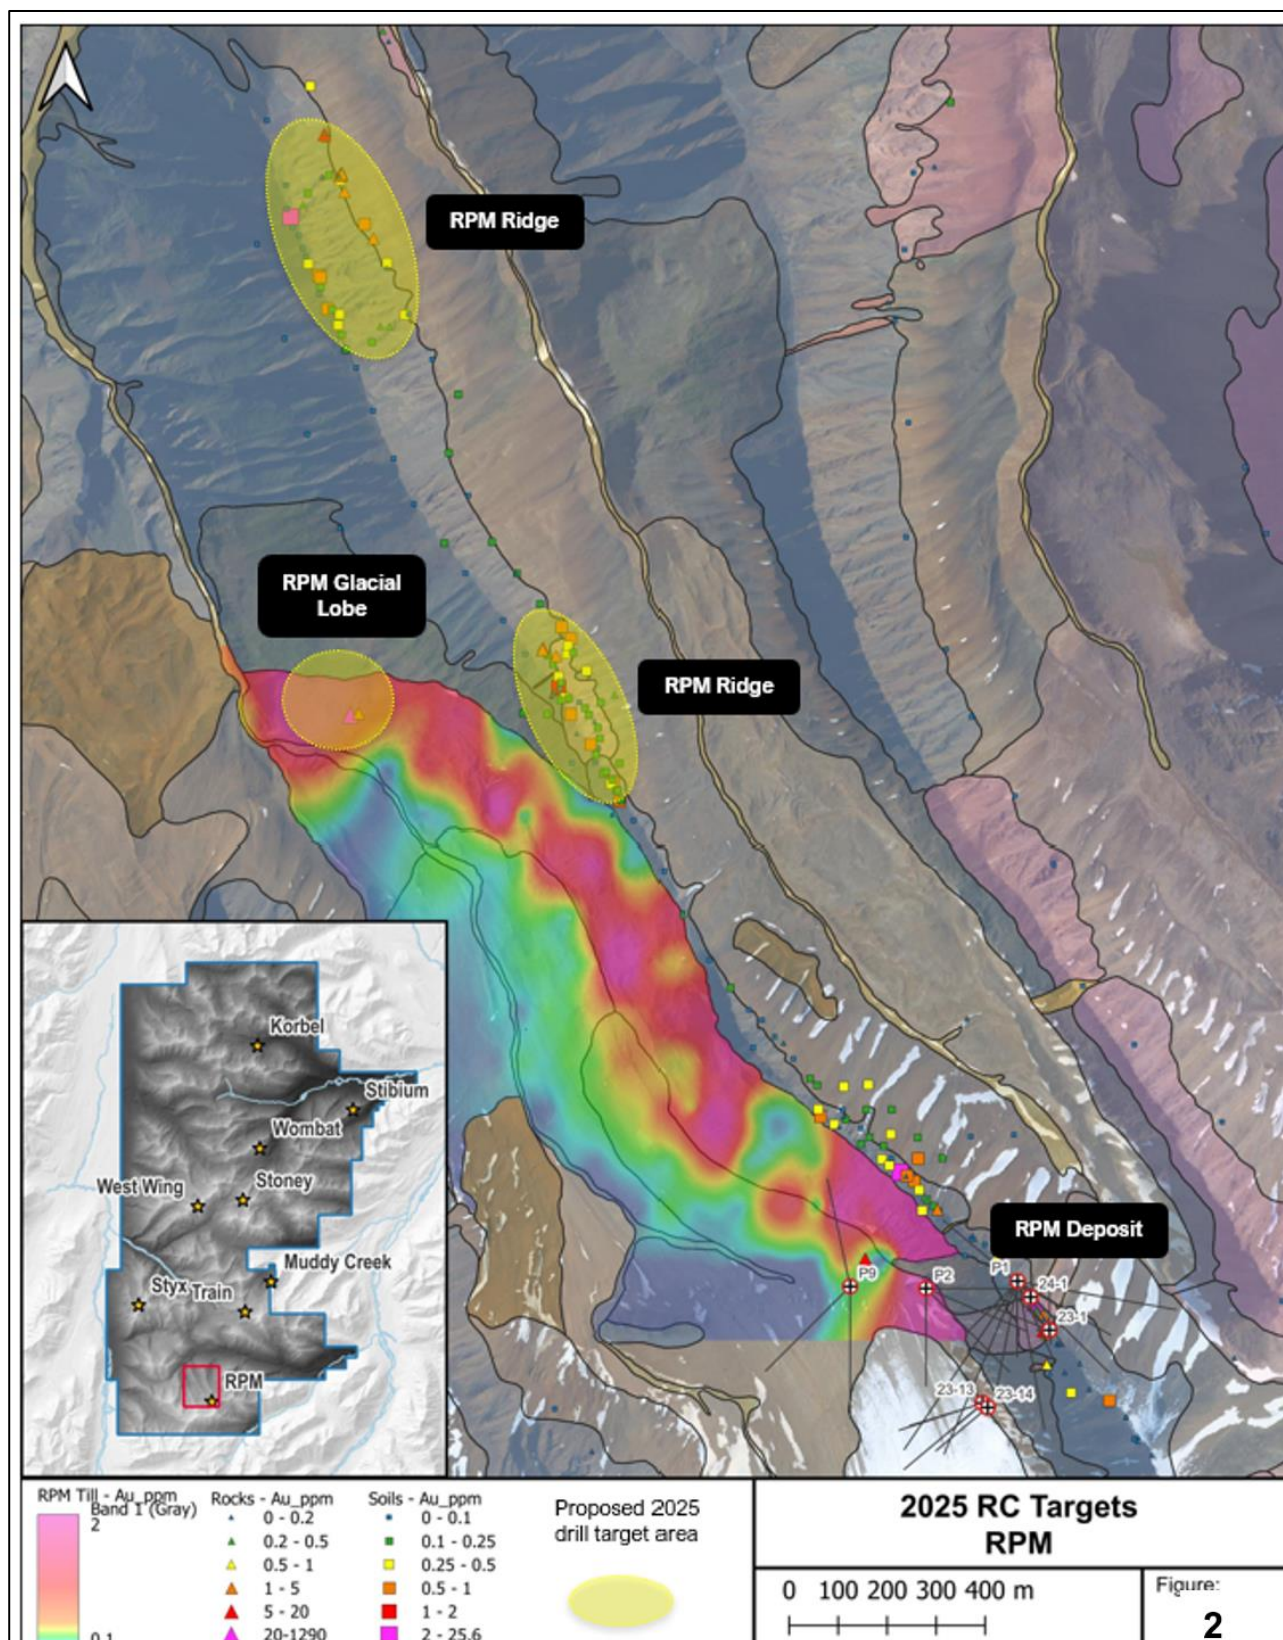 RPM Ridge
RPM Glacial
Lobe
RPM Ridge
RPM Deposit
P9
P2
P1
24-1
23-1
23-13
23-14
Korbel
Stibium
Wombat
Stoney
West Wing
Muddy Creek
Styx
Train
RPM
RPM Till - Au_ppm
Band 1 (Gray)
2
0.1
Rocks - Au_ppm
0 - 0.2
0.2 - 0.5
0.5 - 1
1 - 5
5 - 20
20-1290
Soils - Au_ppm
0 - 0.1
0.1 - 0.25
0.25 - 0.5
0.5 - 1
1 - 2
2 - 25.6
Proposed 2025
drill target area
2025 RC Targets
RPM
0 100 200 300 400 m
Figure:
2